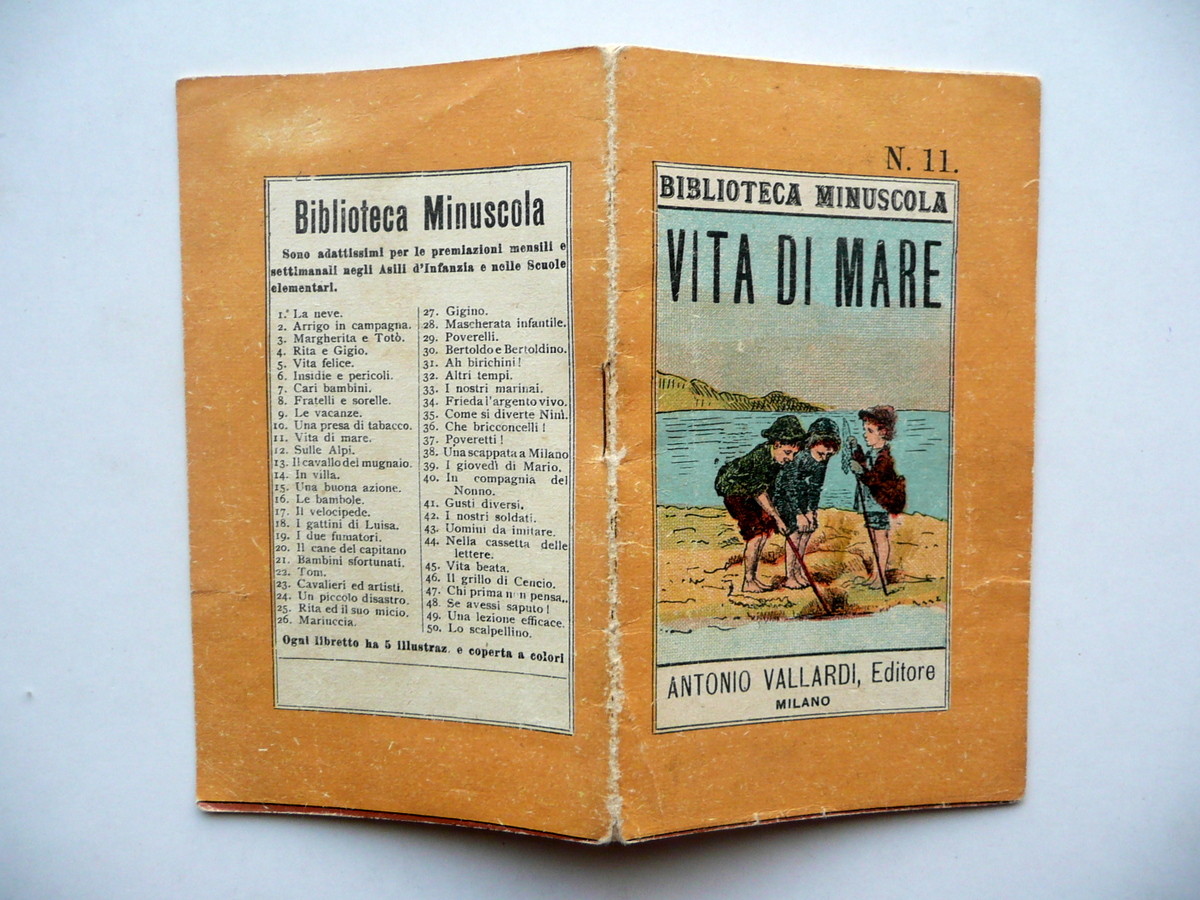 Biblioteca Minuscola
Sono adattissimi per le premiazioni mensili e
settimanali negli Asili d'Infanzia e nelle Scuole
elementari.
1.° La neve.
2. Arrigo in campagna.
3. Margherita e Totò.
4. Rita e Gigio.
5. Vita felice.
6. Insidie e pericoli.
7. Cari bambini.
8. Fratelli e sorelle.
9. Le vacanze.
10. Una presa di tabacco.
11. Vita di mare.
12. Sulle Alpi.
13. Il cavallo del mugnaio.
14. In villa.
15. Una buona azione.
16. Le bambole.
17. Il velocipede.
18. I gattini di Luisa.
19. I due fumatori.
20. Il cane del capitano
21. Bambini sfortunati.
22. Tom.
23. Cavalieri ed artisti.
24. Un piccolo disastro.
25. Rita ed il suo micio.
26. Mariuccia.
27. Gigino.
28. Mascherata infantile.
29. Poverelli.
30. Bertoldo e Bertoldino.
31. Ah birichini!
32. Altri tempi.
33. I nostri marinai.
34. Frieda l'argento vivo.
35. Come si diverte Ninì.
36. Che bricconcelli!
37. Poveretti!
38. Una scappata a Milano
39. I giovedì di Mario.
40. In compagnia del
Nonno.
41. Gusti diversi.
42. I nostri soldati.
43. Uomini da imitare.
44. Nella cassetta delle
lettere.
45. Vita beata.
46. Il grillo di Cencio.
47. Chi prima non pensa..
48. Se avessi saputo!
49. Una lezione efficace.
50. Lo scalpellino.
Ogni libretto ha 5 illustraz. e coperta a colori
N. 11.
BIBLIOTECA MINUSCOLA
VITA DI MARE
ANTONIO VALLARDI, Editore
MILANO